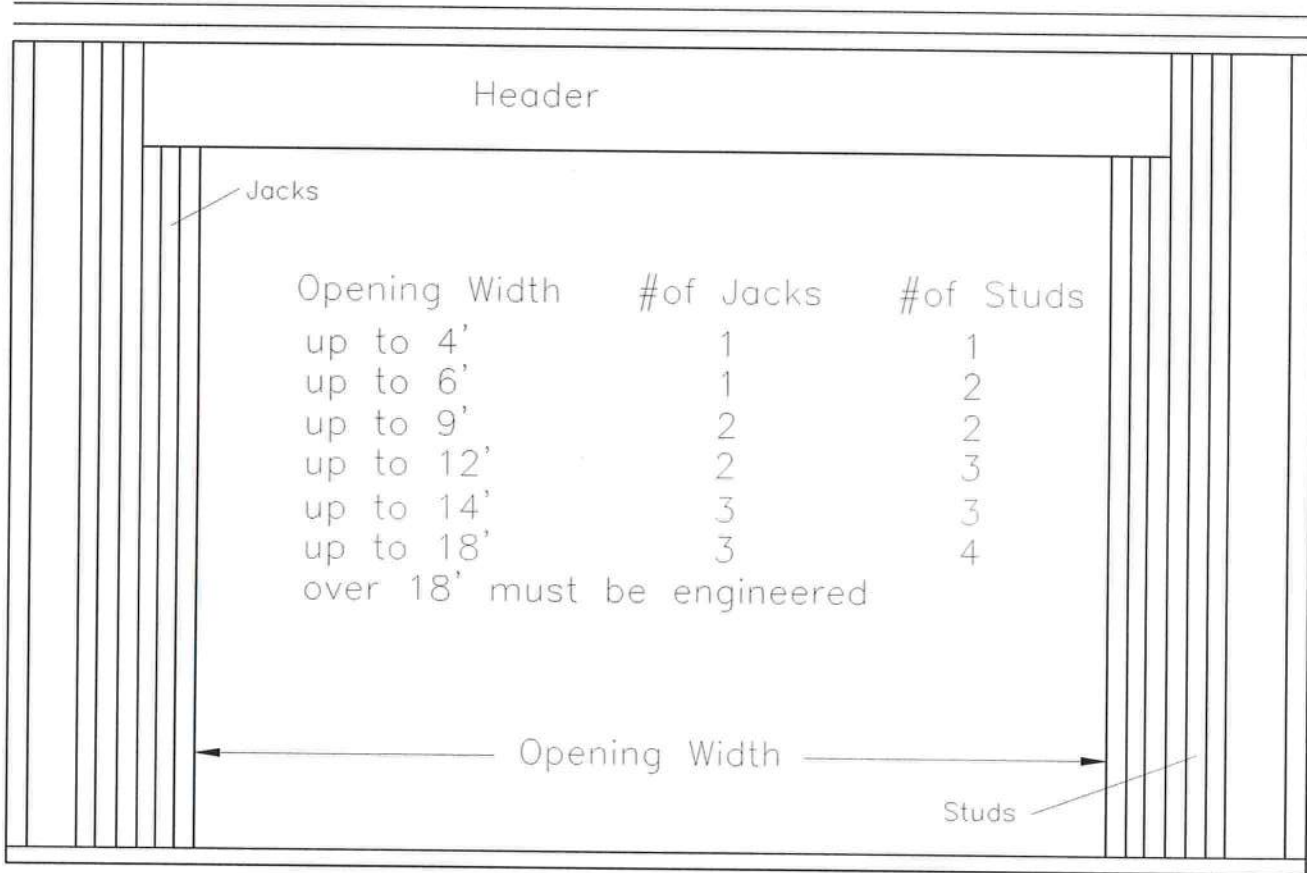 Header
Jacks
Opening Width #of Jacks #of Studs
up to 4' 1 1
up to 6' 1 2
up to 9' 2 2
up to 12' 2 3
up to 14' 3 3
up to 18' 3 4
over 18' must be engineered
Opening Width
Studs